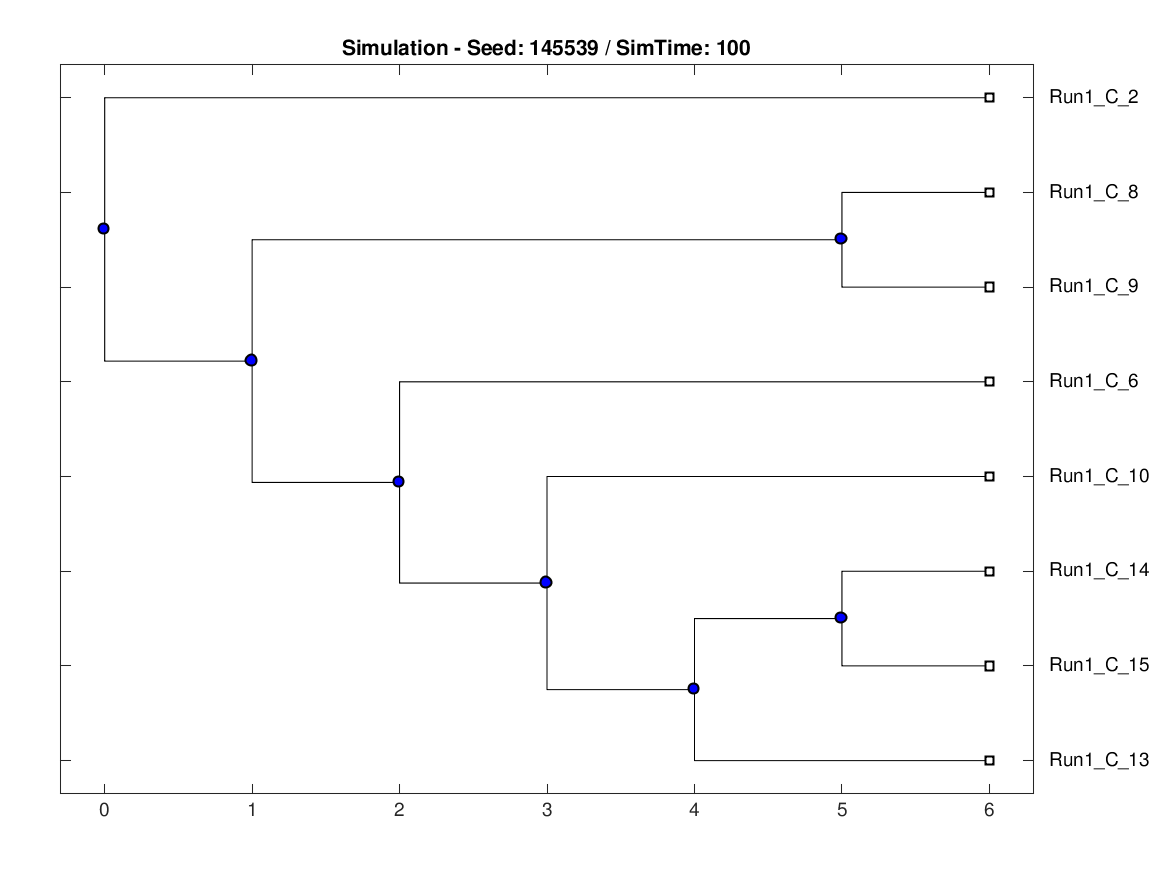 Simulation - Seed: 145539 / SimTime: 100
Run1_C_2
Run1_C_8
Run1_C_9
Run1_C_6
Run1_C_10
Run1_C_14
Run1_C_15
Run1_C_13
0 1 2 3 4 5 6